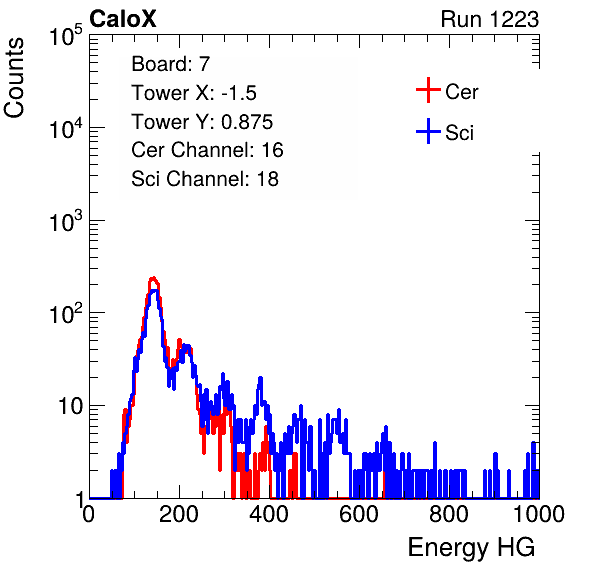 CaloX Run 1223
Counts
10^5
10^4
10^3
10^2
10
1
Board: 7
Tower X: -1.5
Tower Y: 0.875
Cer Channel: 16
Sci Channel: 18
Cer
Sci
0 200 400 600 800 1000
Energy HG